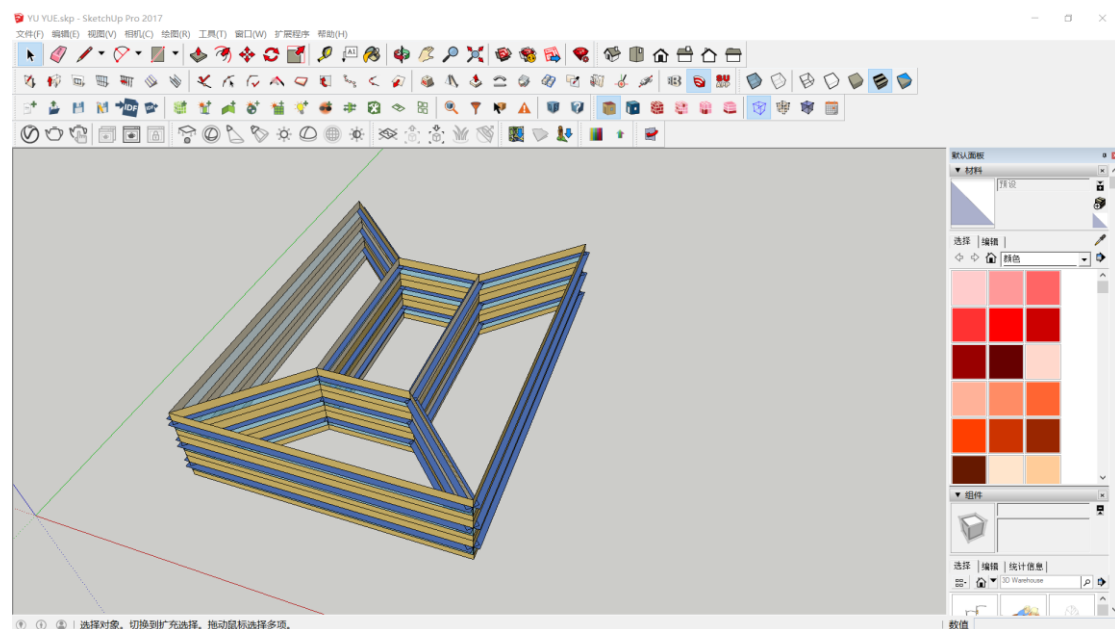 YU YUE.skp - SketchUp Pro 2017
文件(F) 编辑(E) 视图(V) 相机(C) 绘图(R) 工具(T) 窗口(W) 扩展程序 帮助(H)
A1
IDF
默认面板
▼ 材料
预设
选择 编辑
颜色
▼ 组件
选择 编辑 统计信息
3D Warehouse
选择对象。切换到扩充选择。拖动鼠标选择多项。
数值